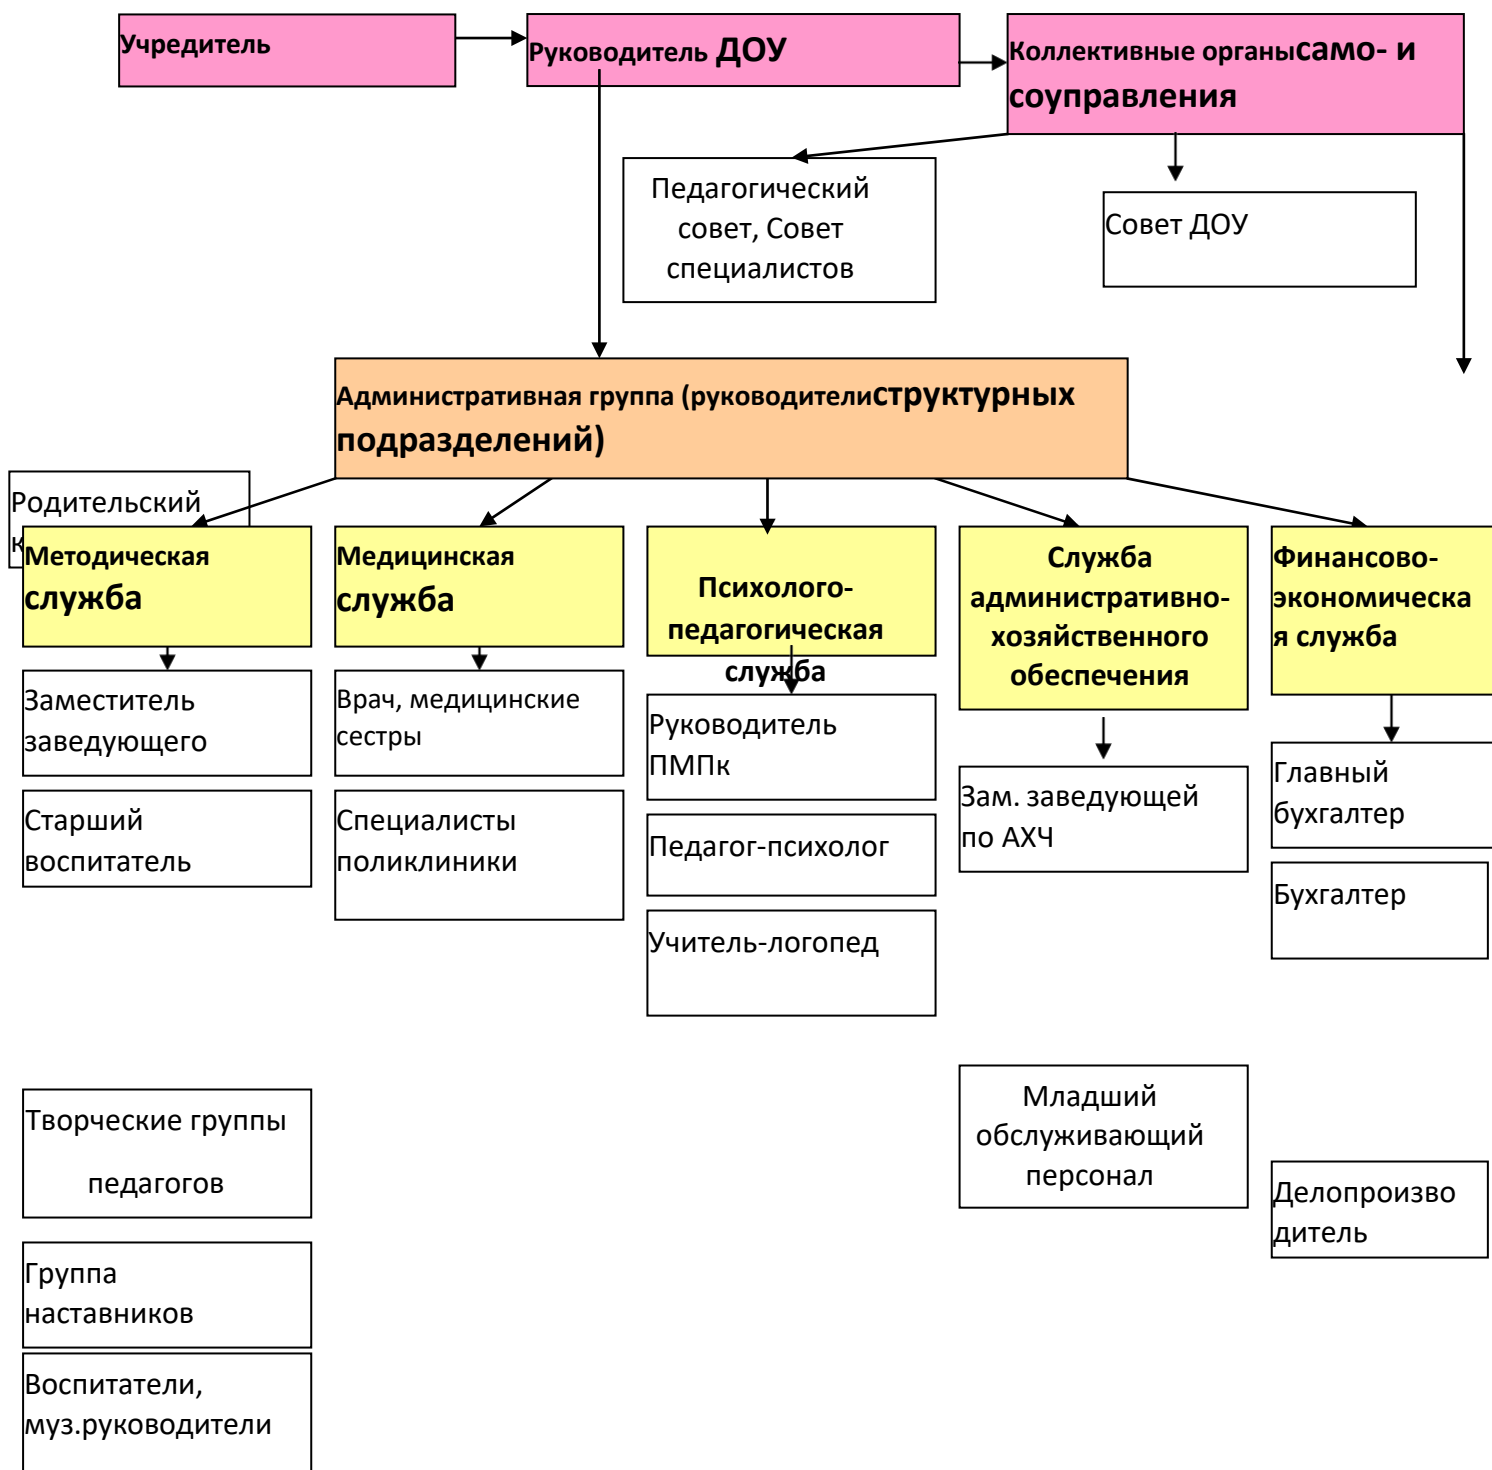 Учредитель
Руководитель ДОУ
Коллективные органысамо- и
соуправления
Педагогический
совет, Совет
специалистов
Совет ДОУ
Административная группа (руководителиструктурных
подразделений)
Родительский
Методическая
служба
Медицинская
служба
Психолого-
педагогическая
служба
Служба
административно-
хозяйственного
обеспечения
Финансово-
экономическа
я служба
Заместитель
заведующего
Врач, медицинские
сестры
Руководитель
ПМПк
Зам. заведующей
по АХЧ
Главный
бухгалтер
Старший
воспитатель
Специалисты
поликлиники
Педагог-психолог
Бухгалтер
Учитель-логопед
Творческие группы
педагогов
Младший
обслуживающий
персонал
Делопроизво
дитель
Группа
наставников
Воспитатели,
муз.руководители